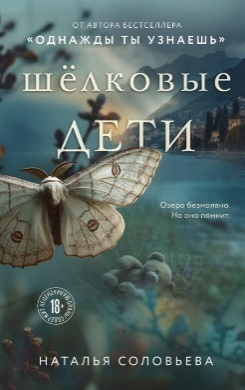 ОТ АВТОРА БЕСТСЕЛЛЕРА
«ОДНАЖДЫ ТЫ УЗНАЕШЬ»
ШЁЛКОВЫЕ
ДЕТИ
Озеро безмолвно.
Но оно помнит.
18+
НАТАЛЬЯ СОЛОВЬЕВА